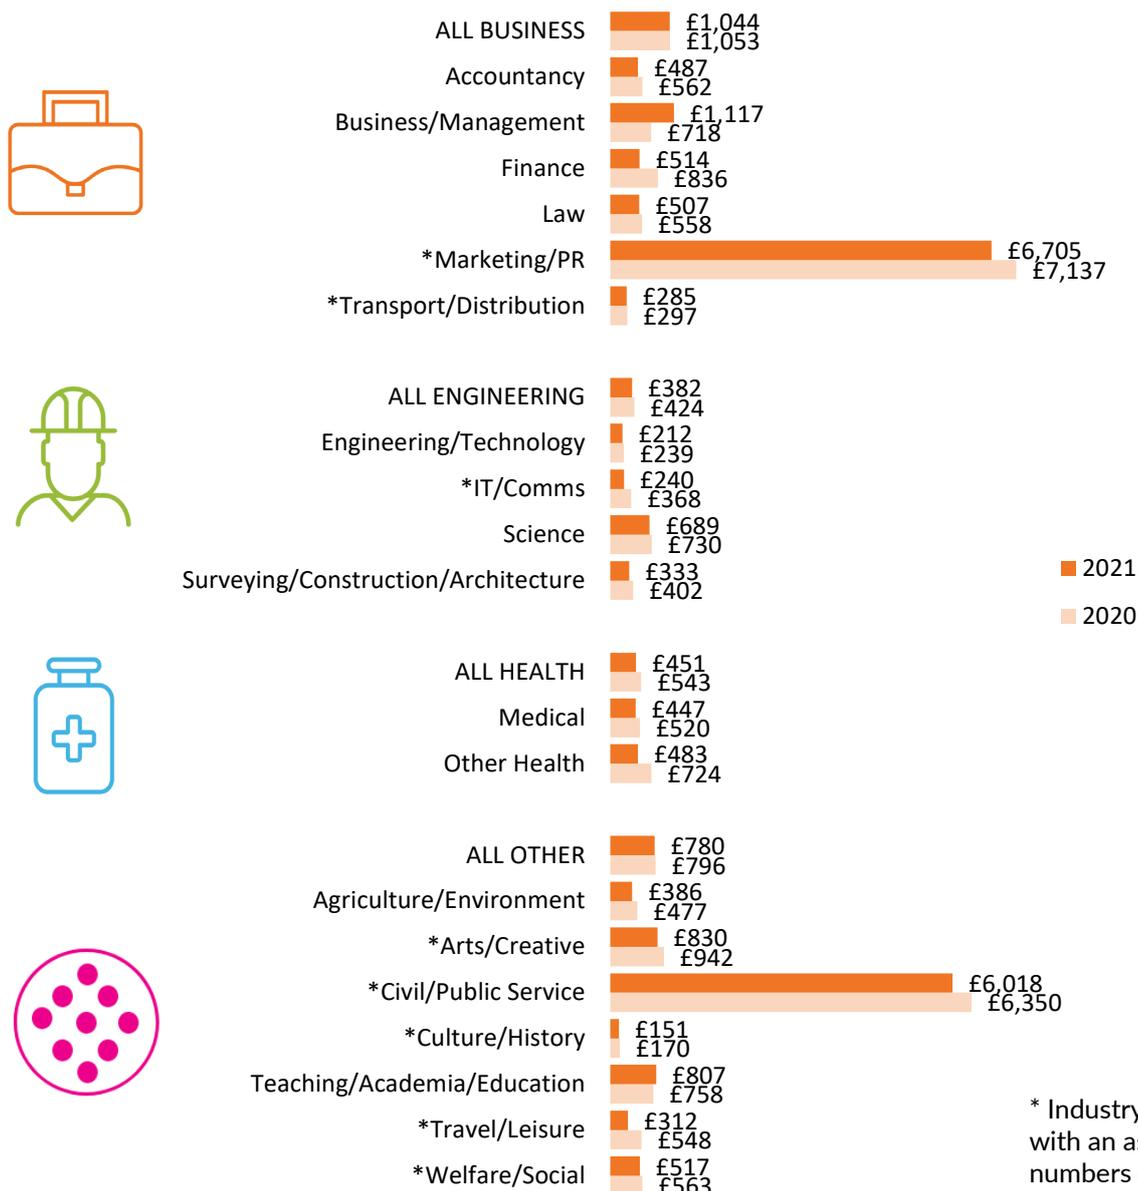 ALL BUSINESS £1,044
£1,053
Accountancy £487
£562
Business/Management £1,117
£718
Finance £514
£836
Law £507
£558
*Marketing/PR £6,705
£7,137
*Transport/Distribution £285
£297
ALL ENGINEERING £382
£424
Engineering/Technology £212
£239
*IT/Comms £240
£368
Science £689
£730
Surveying/Construction/Architecture £333
£402
2021
2020
ALL HEALTH £451
£543
Medical £447
£520
Other Health £483
£724
ALL OTHER £780
£796
Agriculture/Environment £386
£477
*Arts/Creative £830
£942
*Civil/Public Service £6,018
£6,350
*Culture/History £151
£170
Teaching/Academia/Education £807
£758
*Travel/Leisure £312
£548
*Welfare/Social £517
£563
* Industry
with an
numbers